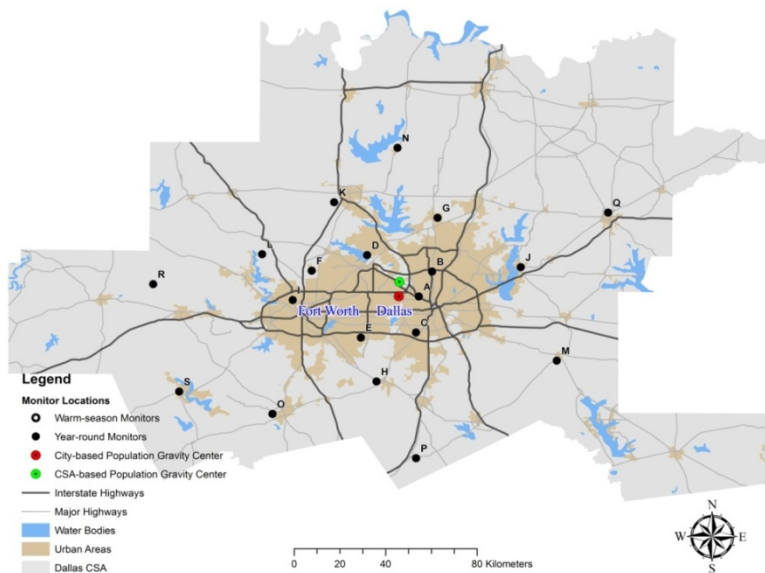 N
K
Q
G
L
D
R
F
B
J
I
A
Fort Worth
Dallas
E
C
M
H
S
O
P
Legend
Monitor Locations
Warm-season Monitors
Year-round Monitors
City-based Population Gravity Center
CSA-based Population Gravity Center
Interstate Highways
Major Highways
Water Bodies
Urban Areas
Dallas CSA
0 20 40 80 Kilometers
N
W E
S